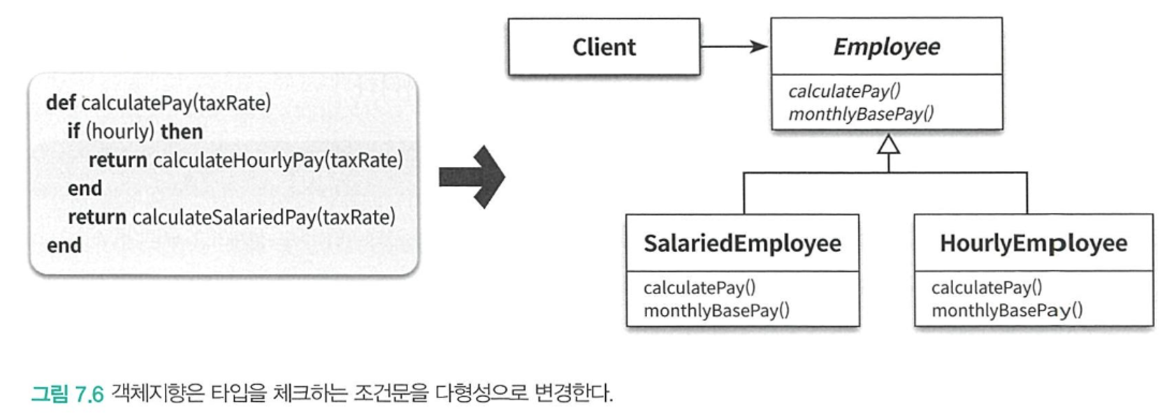 def calculatePay(taxRate)
if (hourly) then
return calculateHourlyPay(taxRate)
end
return calculateSalariedPay(taxRate)
end
Client
Employee
calculatePay()
monthlyBasePay()
SalariedEmployee
calculatePay()
monthlyBasePay()
HourlyEmployee
calculatePay()
monthlyBasePay()
그림 7.6 객체지향은 타입을 체크하는 조건문을 다형성으로 변경한다.